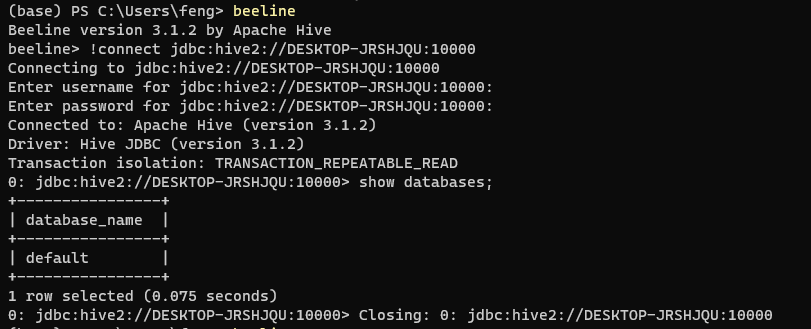 (base) PS C:\Users\feng> beeline
Beeline version 3.1.2 by Apache Hive
beeline> !connect jdbc:hive2://DESKTOP-JRSHJQU:10000
Connecting to jdbc:hive2://DESKTOP-JRSHJQU:10000
Enter username for jdbc:hive2://DESKTOP-JRSHJQU:10000:
Enter password for jdbc:hive2://DESKTOP-JRSHJQU:10000:
Connected to: Apache Hive (version 3.1.2)
Driver: Hive JDBC (version 3.1.2)
Transaction isolation: TRANSACTION_REPEATABLE_READ
0: jdbc:hive2://DESKTOP-JRSHJQU:10000> show databases;
+----------------+
| database_name  |
+----------------+
| default        |
+----------------+
1 row selected (0.075 seconds)
0: jdbc:hive2://DESKTOP-JRSHJQU:10000> Closing: 0: jdbc:hive2://DESKTOP-JRSHJQU:10000